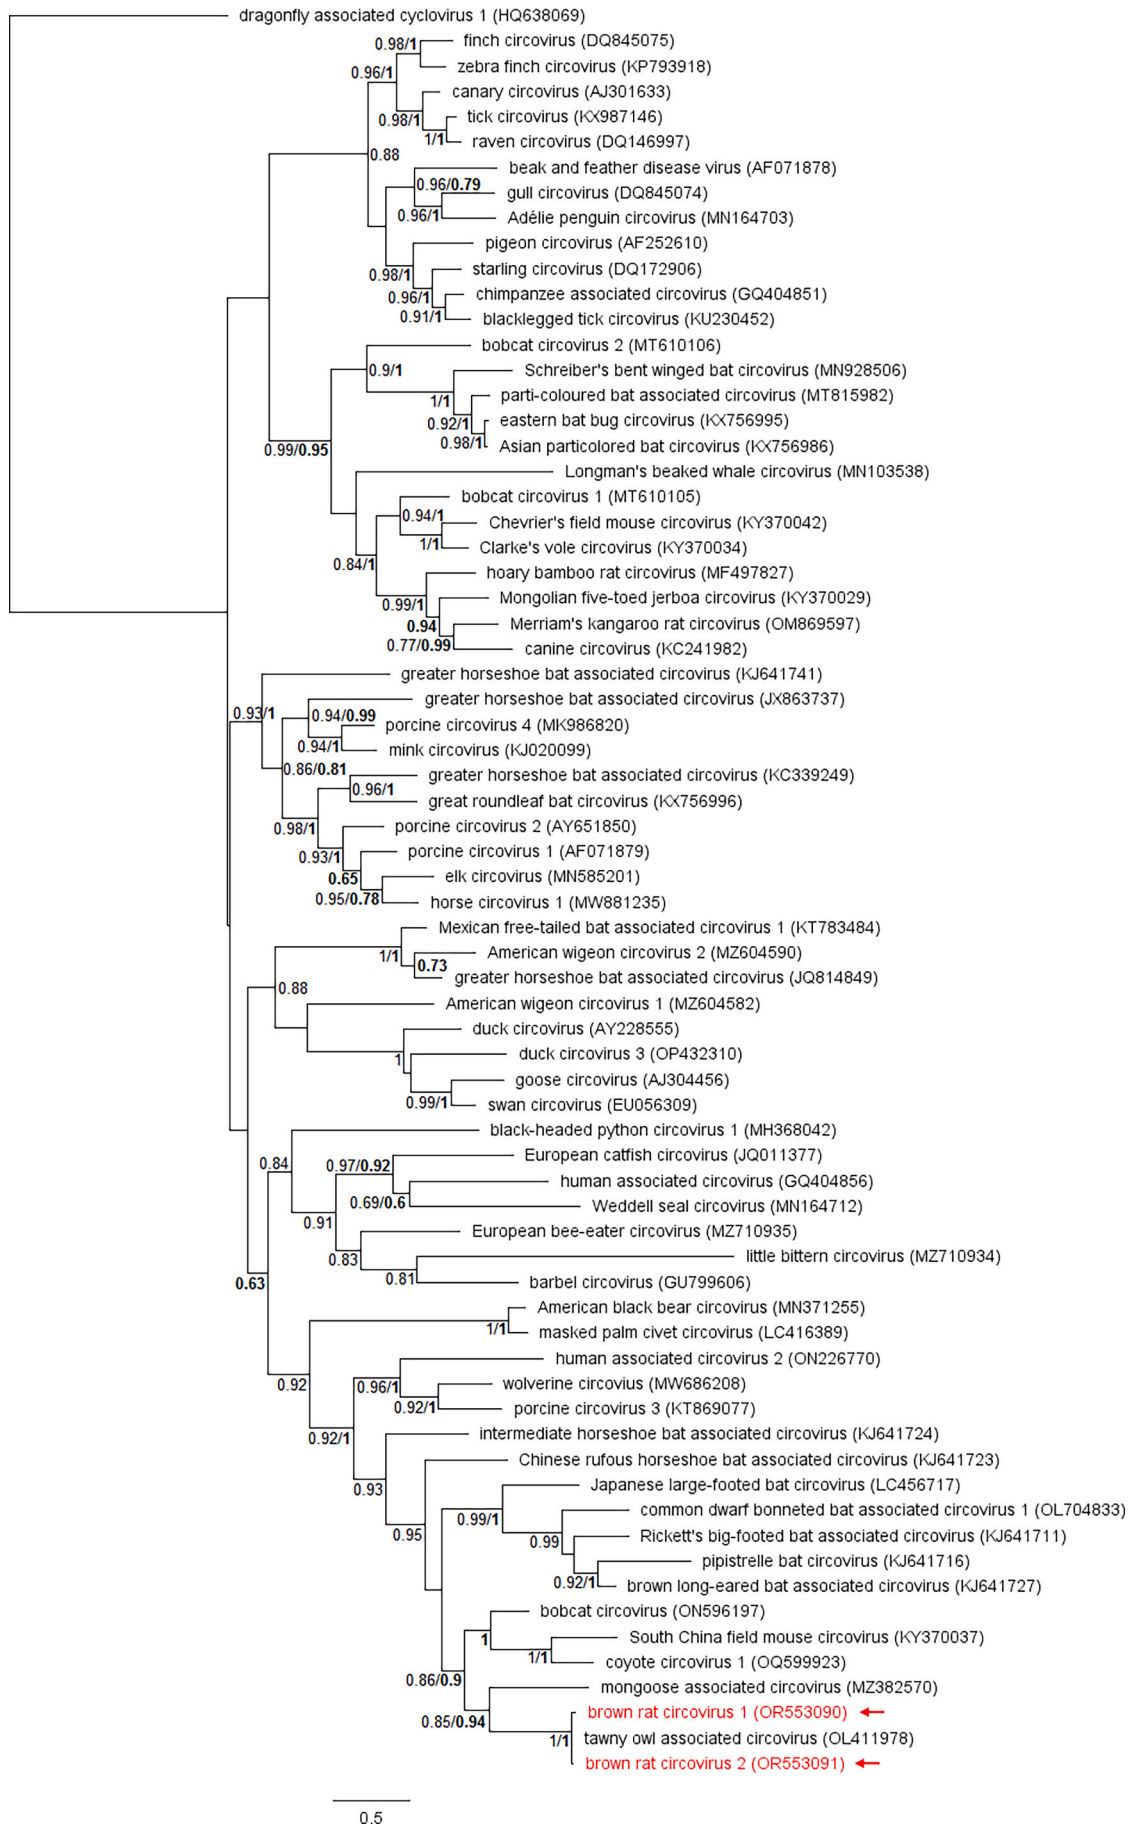 dragonfly associated cyclovirus 1 (HQ638069)
finch circovirus (DQ845075)
0.98/1
zebra finch circovirus (KP793918)
0.96/1
canary circovirus (AJ301633)
tick circovirus (KX987146)
0.98/1
1/1
raven circovirus (DQ146997)
0.88
beak and feather disease virus (AF071878)
0.96/0.79
gull circovirus (DQ845074)
0.96/1
Adélie penguin circovirus (MN164703)
pigeon circovirus (AF252610)
0.98/1
starling circovirus (DQ172906)
0.96/1
chimpanzee associated circovirus (GQ404851)
0.91/1
blacklegged tick circovirus (KU230452)
bobcat circovirus 2 (MT610106)
0.9/1
Schreiber's bent winged bat circovirus (MN928506)
1/1
parti-coloured bat associated circovirus (MT815982)
0.92/1
eastern bat bug circovirus (KX756995)
0.98/1
Asian particolored bat circovirus (KX756986)
0.99/0.95
Longman's beaked whale circovirus (MN103538)
bobcat circovirus 1 (MT610105)
0.94/1
Chevrier's field mouse circovirus (KY370042)
1/1
Clarke's vole circovirus (KY370034)
0.84/1
hoary bamboo rat circovirus (MF497827)
0.99/1
Mongolian five-toed jerboa circovirus (KY370029)
0.94
Merriam's kangaroo rat circovirus (OM869597)
0.77/0.99
canine circovirus (KC241982)
greater horseshoe bat associated circovirus (KJ641741)
0.93/1
greater horseshoe bat associated circovirus (JX863737)
0.94/0.99
porcine circovirus 4 (MK986820)
0.94/1
mink circovirus (KJ020099)
0.86/0.81
greater horseshoe bat associated circovirus (KC339249)
0.96/1
great roundleaf bat circovirus (KX756996)
0.98/1
porcine circovirus 2 (AY651850)
0.93/1
porcine circovirus 1 (AF071879)
0.65
elk circovirus (MN585201)
0.95/0.78
horse circovirus 1 (MW881235)
Mexican free-tailed bat associated circovirus 1 (KT783484)
1/1
American wigeon circovirus 2 (MZ604590)
0.73
greater horseshoe bat associated circovirus (JQ814849)
0.88
American wigeon circovirus 1 (MZ604582)
duck circovirus (AY228555)
1
duck circovirus 3 (OP432310)
goose circovirus (AJ304456)
0.99/1
swan circovirus (EU056309)
black-headed python circovirus 1 (MH368042)
0.84
European catfish circovirus (JQ011377)
0.97/0.92
human associated circovirus (GQ404856)
0.69/0.6
Weddell seal circovirus (MN164712)
0.91
European bee-eater circovirus (MZ710935)
0.83
little bittern circovirus (MZ710934)
0.81
barbel circovirus (GU799606)
0.63
American black bear circovirus (MN371255)
1/1
masked palm civet circovirus (LC416389)
0.92
human associated circovirus 2 (ON226770)
0.96/1
wolverine circovius (MW686208)
0.92/1
porcine circovirus 3 (KT869077)
0.92/1
intermediate horseshoe bat associated circovirus (KJ641724)
0.93
Chinese rufous horseshoe bat associated circovirus (KJ641723)
Japanese large-footed bat circovirus (LC456717)
0.99/1
common dwarf bonneted bat associated circovirus 1 (OL704833)
0.95
0.99
Rickett's big-footed bat associated circovirus (KJ641711)
pipistrelle bat circovirus (KJ641716)
0.92/1
brown long-eared bat associated circovirus (KJ641727)
bobcat circovirus (ON596197)
1
South China field mouse circovirus (KY370037)
1/1
coyote circovirus 1 (OQ599923)
0.86/0.9
mongoose associated circovirus (MZ382570)
0.85/0.94
brown rat circovirus 1 (OR553090)
1/1
tawny owl associated circovirus (OL411978)
brown rat circovirus 2 (OR553091)
0.5